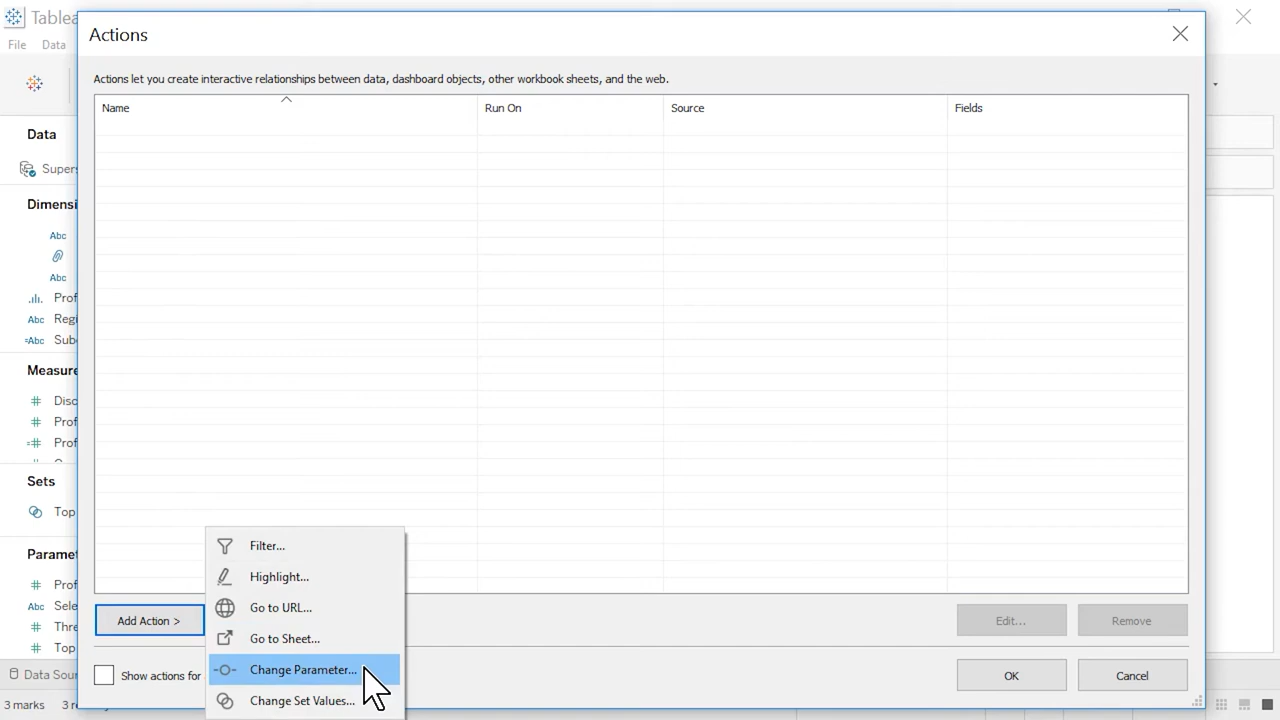 Tablea
File Data
Actions
Actions let you create interactive relationships between data, dashboard objects, other workbook sheets, and the web.
Name Run On Source Fields
Data
Supers
Dimensi
Abc
Abc
Prof
Abc Regi
=Abc Sub
Measure
# Disc
# Prof
=# Prof
Sets
Top
Parame
# Prof
Abc Sele
# Thre
# Top
Filter...
Highlight...
Go to URL...
Go to Sheet...
Change Parameter...
Change Set Values...
Add Action >
Edit... Remove
Show actions for
OK Cancel
Data Sour
3 marks 3 r